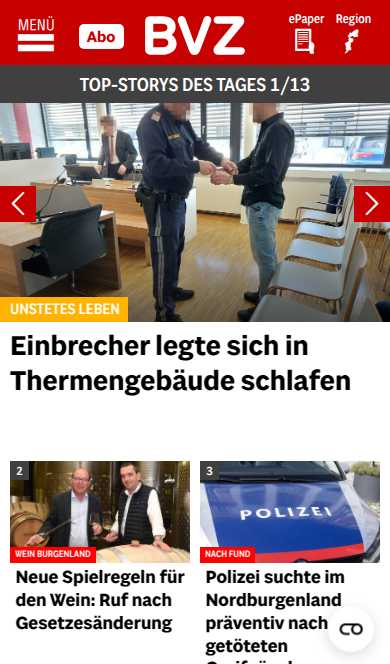 MENÜ
Abo
BVZ
ePaper
Region
TOP-STORYS DES TAGES 1/13
UNSTETES LEBEN
Einbrecher legte sich in
Thermengebäude schlafen
2
WEIN BURGENLAND
Neue Spielregeln für
den Wein: Ruf nach
Gesetzesänderung
3
POLIZEI
NACH FUND
Polizei suchte im
Nordburgenland
präventiv nach
getöteten